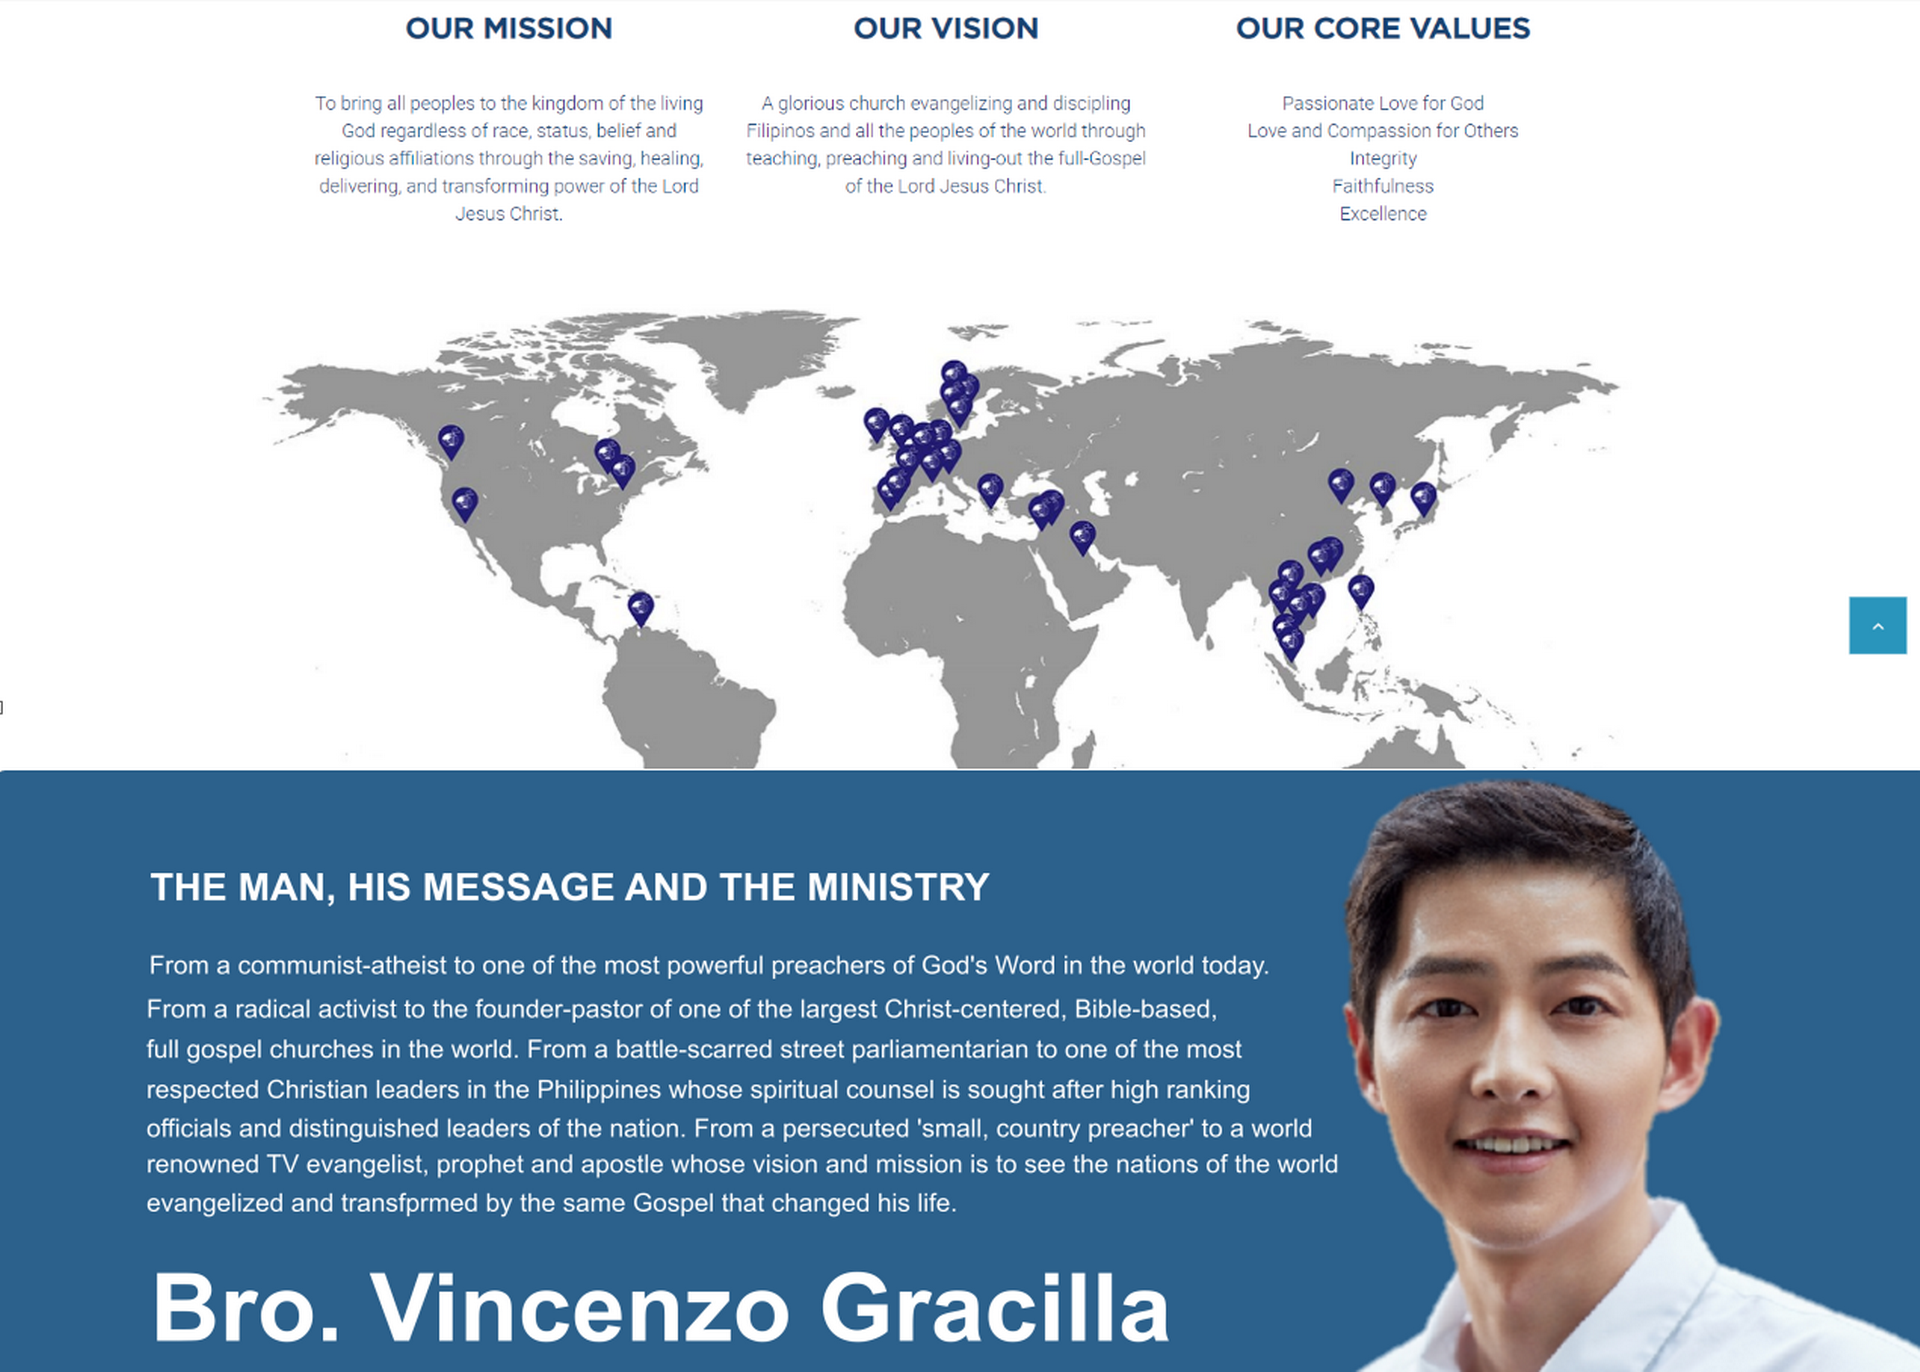 OUR MISSION
To bring all peoples to the kingdom of the living
God regardless of race, status, belief and
religious affiliations through the saving, healing,
delivering, and transforming power of the Lord
Jesus Christ.
OUR VISION
A glorious church evangelizing and discipling
Filipinos and all the peoples of the world through
teaching, preaching and living-out the full-Gospel
of the Lord Jesus Christ.
OUR CORE VALUES
Passionate Love for God
Love and Compassion for Others
Integrity
Faithfulness
Excellence
]
THE MAN, HIS MESSAGE AND THE MINISTRY
From a communist-atheist to one of the most powerful preachers of God's Word in the world today.
From a radical activist to the founder-pastor of one of the largest Christ-centered, Bible-based,
full gospel churches in the world. From a battle-scarred street parliamentarian to one of the most
respected Christian leaders in the Philippines whose spiritual counsel is sought after high ranking
officials and distinguished leaders of the nation. From a persecuted 'small, country preacher' to a world
renowned TV evangelist, prophet and apostle whose vision and mission is to see the nations of the world
evangelized and transfprmed by the same Gospel that changed his life.
Bro. Vincenzo Gracilla